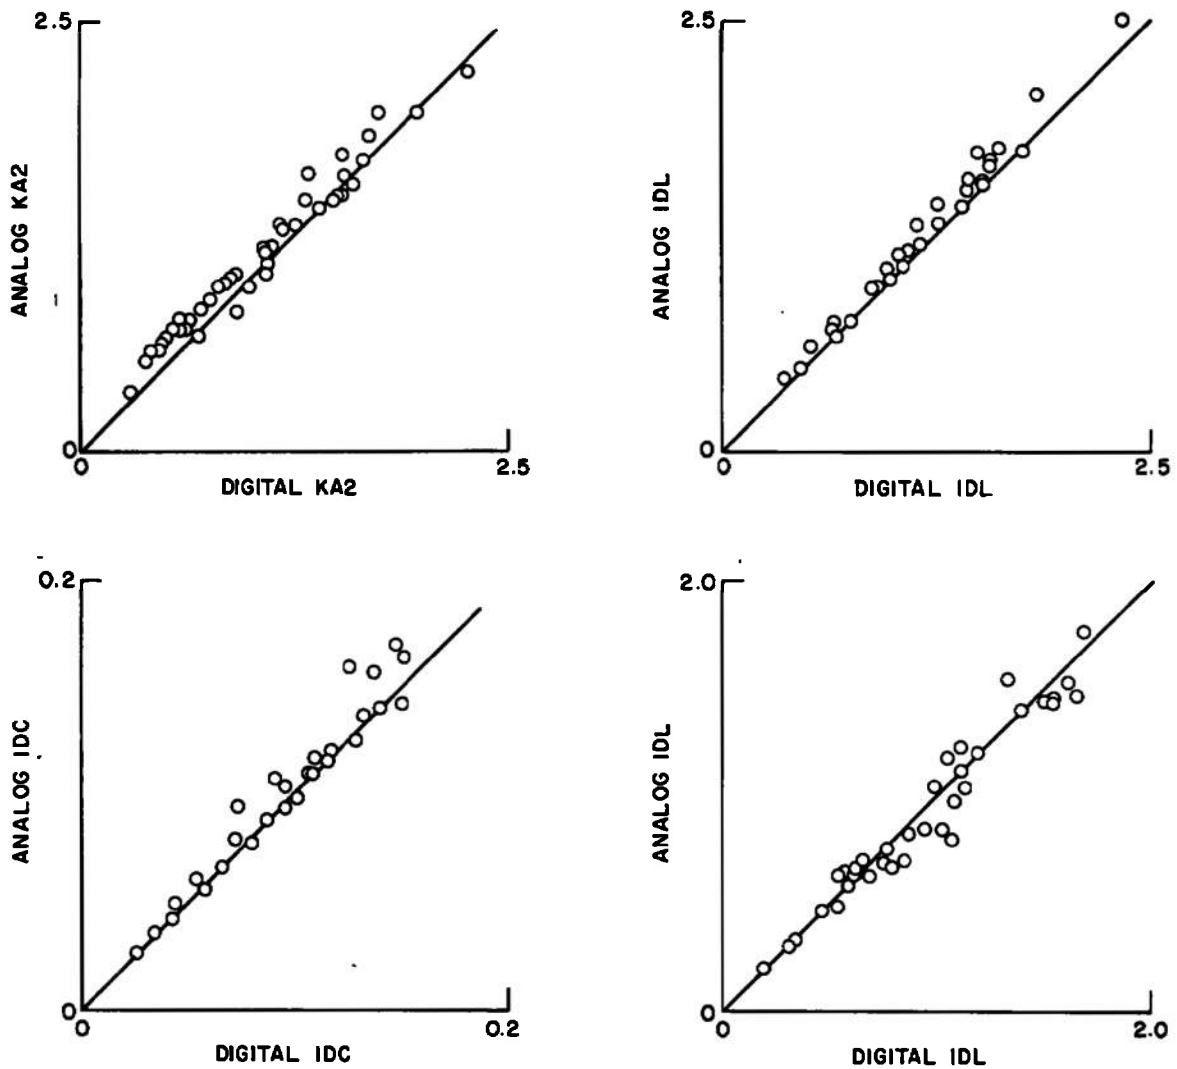 2.5
ANALOG KA2
1
0
0
2.5
DIGITAL KA2
2.5
ANALOG IDL
0
0
2.5
DIGITAL IDL
0.2
ANALOG IDC
0
0
0.2
DIGITAL IDC
2.0
ANALOG IDL
0
0
2.0
DIGITAL IDL